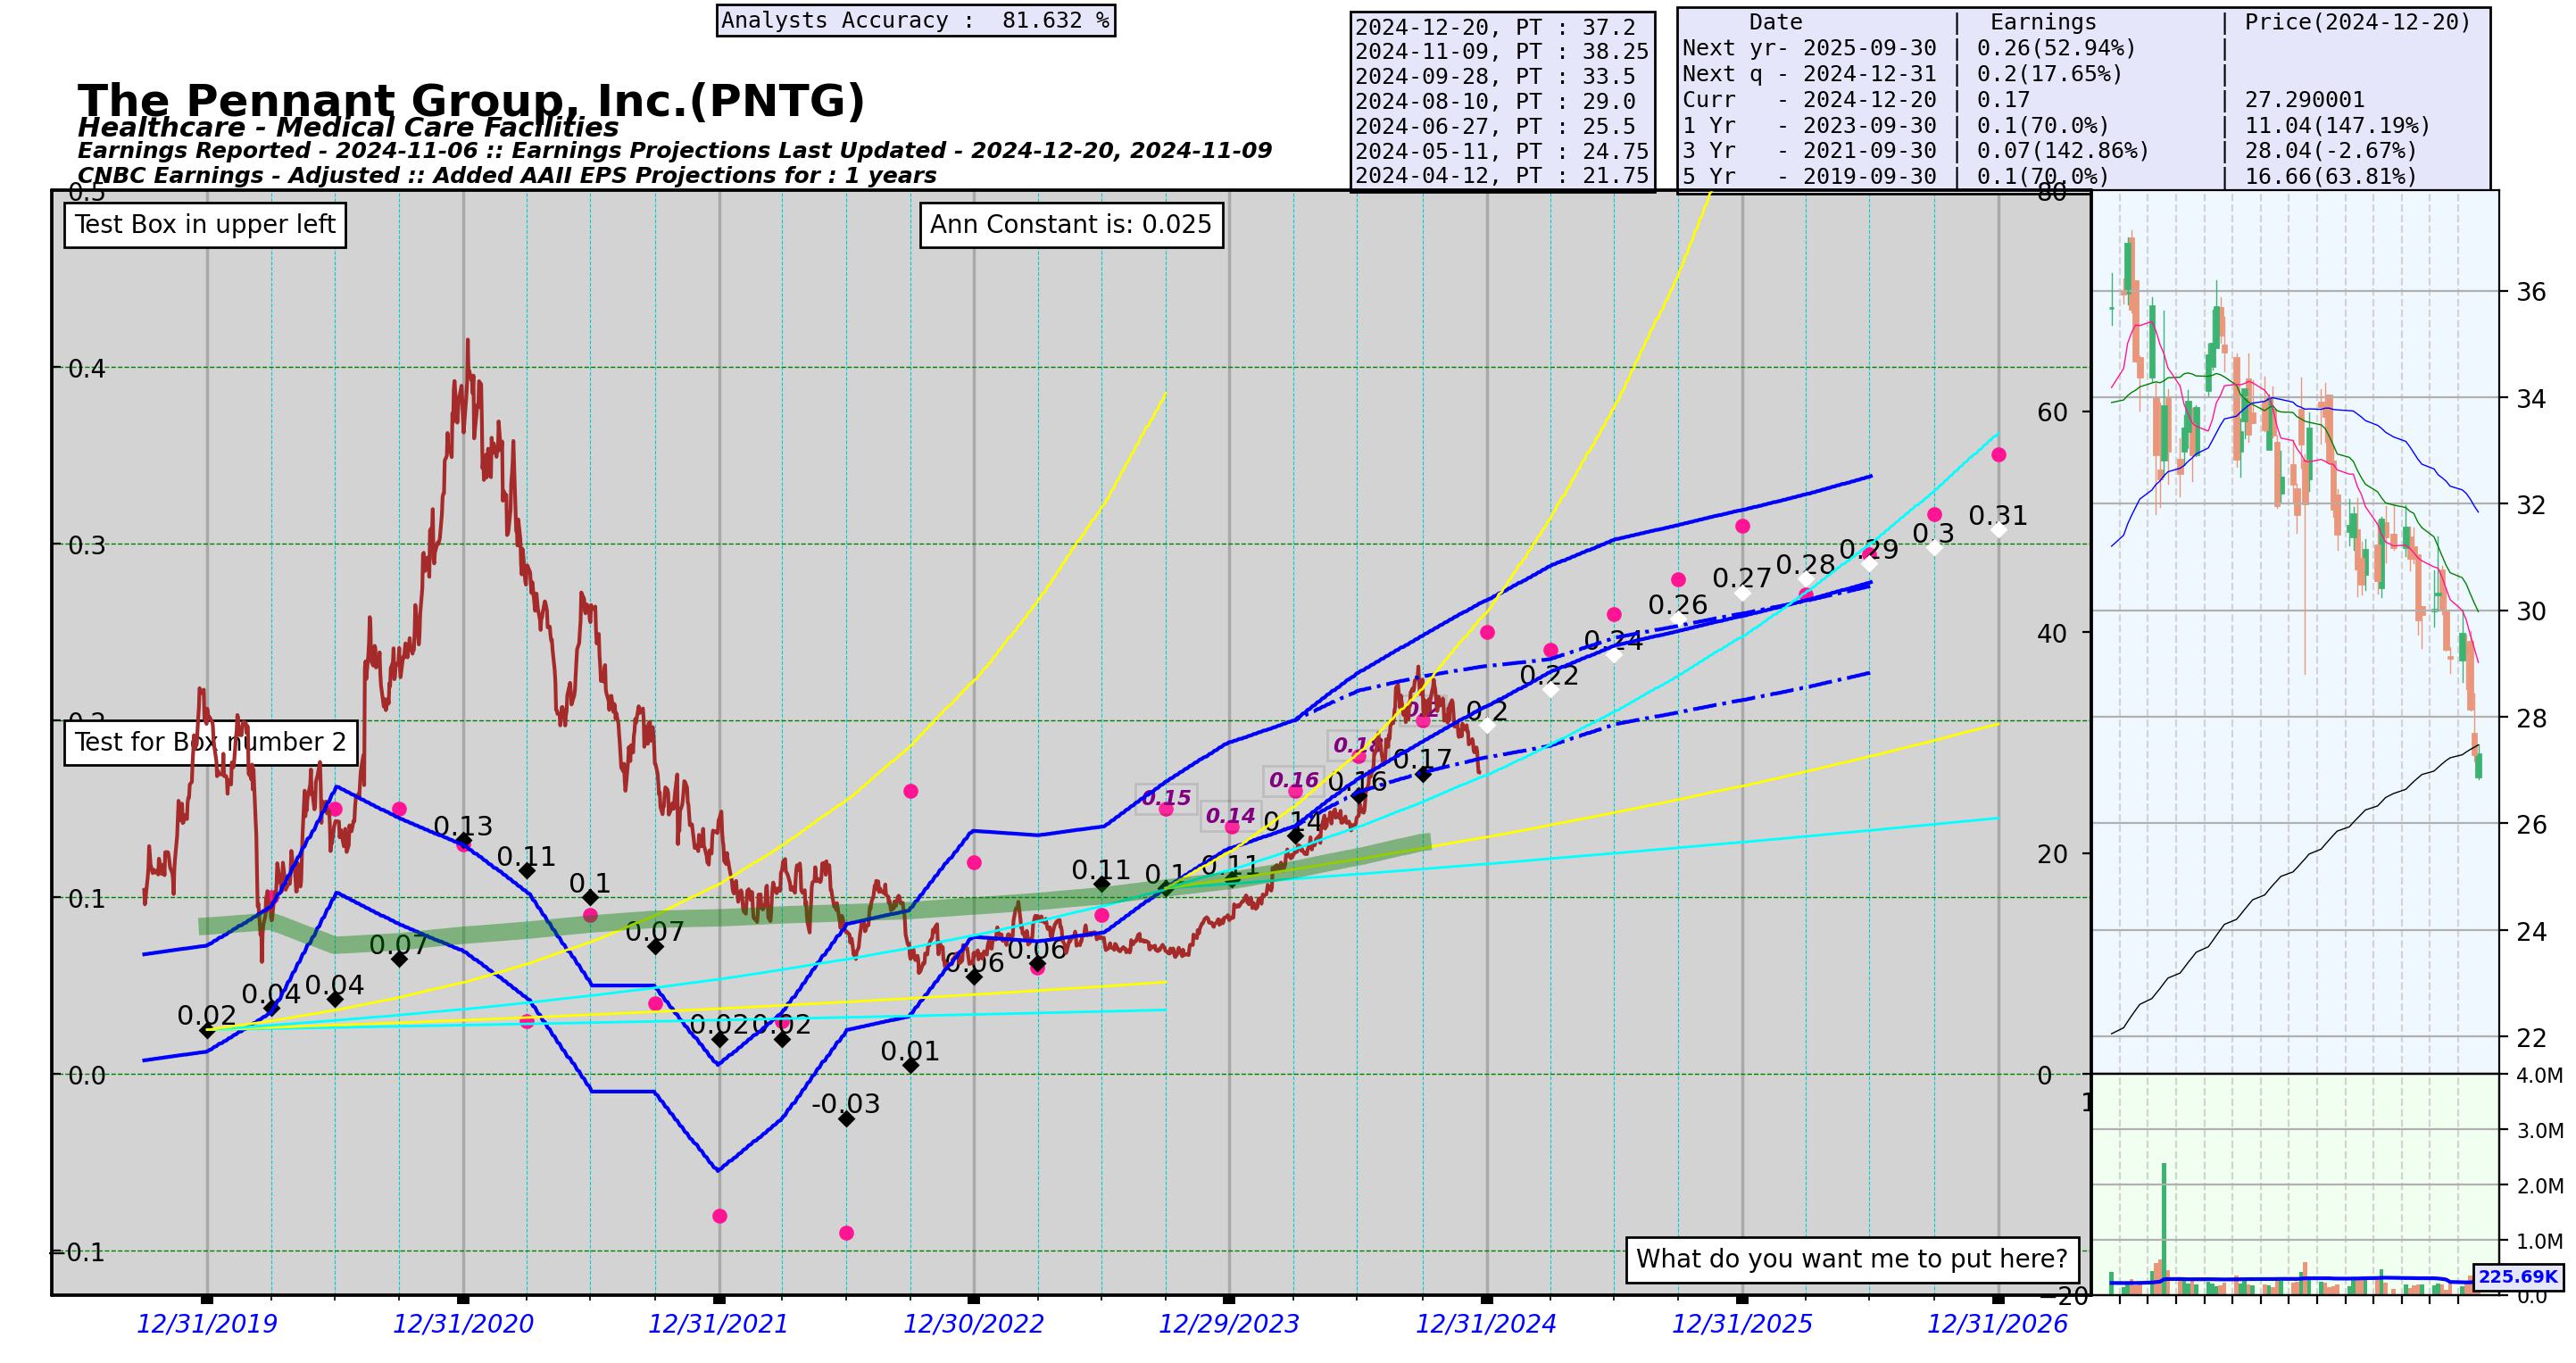 Analysts Accuracy :  81.632 %
The Pennant Group, Inc.(PNTG)
Healthcare - Medical Care Facilities
Earnings Reported - 2024-11-06 :: Earnings Projections Last Updated - 2024-12-20, 2024-11-09
CNBC Earnings - Adjusted :: Added AAII EPS Projections for : 1 years
2024-12-20, PT : 37.2
2024-11-09, PT : 38.25
2024-09-28, PT : 33.5
2024-08-10, PT : 29.0
2024-06-27, PT : 25.5
2024-05-11, PT : 24.75
2024-04-12, PT : 21.75
Date | Earnings | Price(2024-12-20)
Next yr- 2025-09-30 | 0.26(52.94%) |
Next q - 2024-12-31 | 0.2(17.65%) |
Curr   - 2024-12-20 | 0.17 | 27.290001
1 Yr   - 2023-09-30 | 0.1(70.0%) | 11.04(147.19%)
3 Yr   - 2021-09-30 | 0.07(142.86%) | 28.04(-2.67%)
5 Yr   - 2019-09-30 | 0.1(70.0%) | 16.66(63.81%)
Test Box in upper left
Ann Constant is: 0.025
Test for Box number 2
What do you want me to put here?
0.5
0.4
0.3
0.2
0.1
0.0
−0.1
80
60
40
20
0
−20
0.02
0.04
0.04
0.07
0.13
0.11
0.1
0.07
0.02
0.02
-0.03
0.01
0.06
0.06
0.11
0.1
0.11
0.14
0.16
0.17
0.2
0.22
0.24
0.26
0.27
0.28
0.29
0.3
0.31
0.15
0.14
0.16
0.18
0.2
1
36
34
32
30
28
26
24
22
4.0M
3.0M
2.0M
1.0M
0.0
225.69K
12/31/2019
12/31/2020
12/31/2021
12/30/2022
12/29/2023
12/31/2024
12/31/2025
12/31/2026